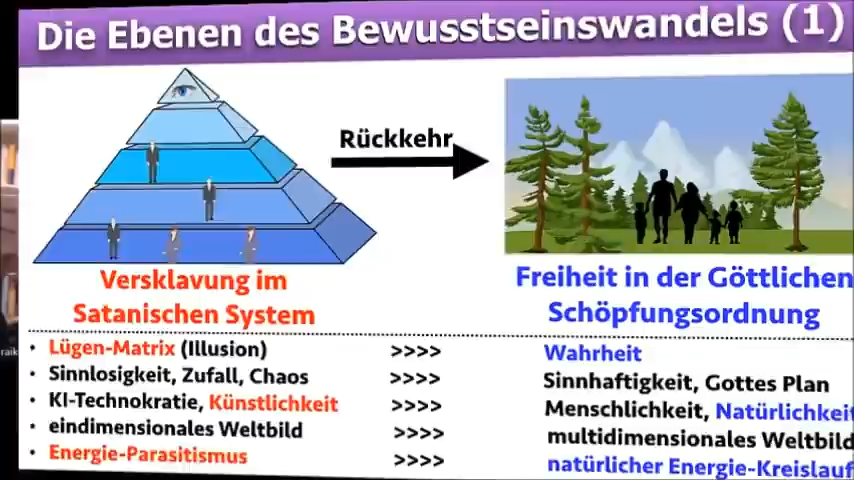 Die Ebenen des Bewusstseinswandels (1)
Rückkehr
Versklavung im
Satanischen System
Freiheit in der Göttlichen
Schöpfungsordnung
• Lügen-Matrix (Illusion) >>>> Wahrheit
• Sinnlosigkeit, Zufall, Chaos >>>> Sinnhaftigkeit, Gottes Plan
• KI-Technokratie, Künstlichkeit >>>> Menschlichkeit, Natürlichkeit
• eindimensionales Weltbild >>>> multidimensionales Weltbild
• Energie-Parasitismus >>>> natürlicher Energie-Kreislauf